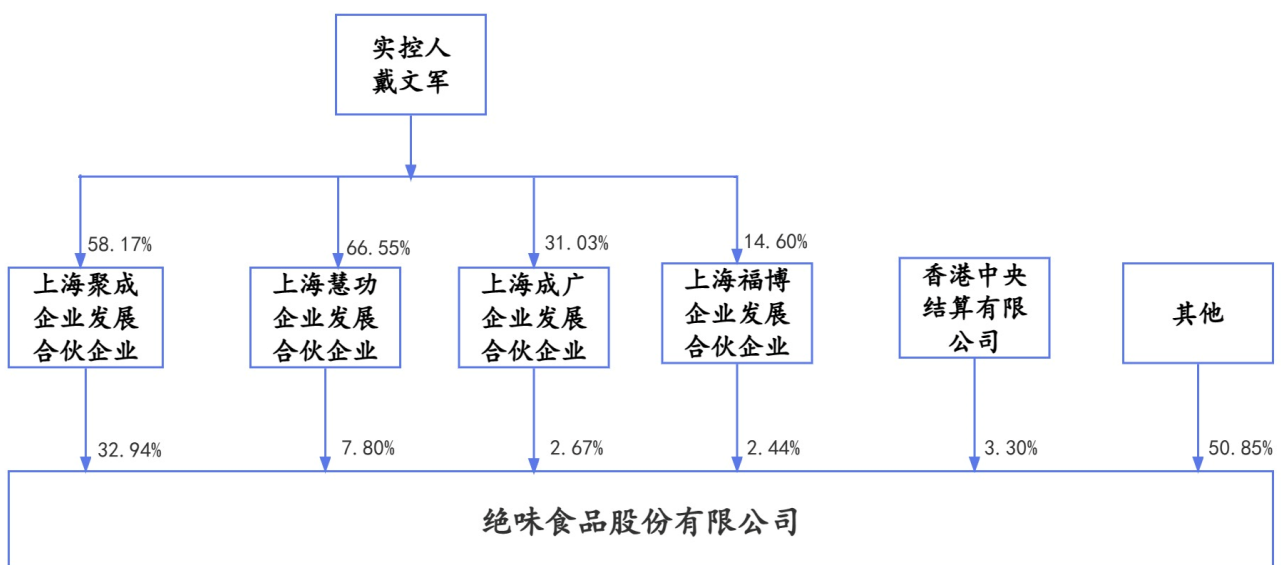 实控人
戴文军
58.17%
66.55%
31.03%
14.60%
上海聚成
企业发展
合伙企业
上海慧功
企业发展
合伙企业
上海成广
企业发展
合伙企业
上海福博
企业发展
合伙企业
香港中央
结算有限
公司
其他
32.94%
7.80%
2.67%
2.44%
3.30%
50.85%
绝味食品股份有限公司